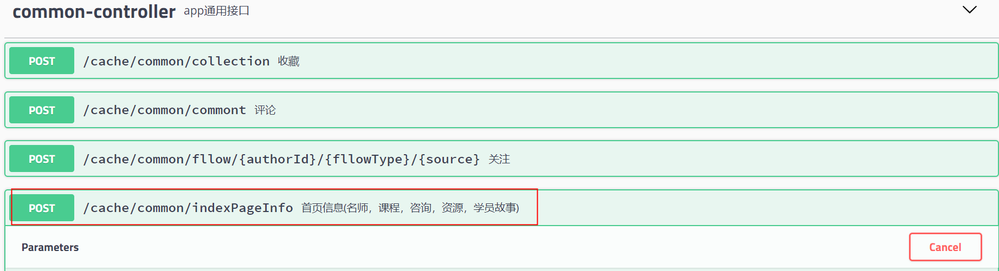 common-controller app通用接口
POST /cache/common/collection 收藏
POST /cache/common/commont 评论
POST /cache/common/fllow/{authorId}/{fllowType}/{source} 关注
POST /cache/common/indexPageInfo 首页信息(名师，课程，咨询，资源，学员故事)
Parameters Cancel